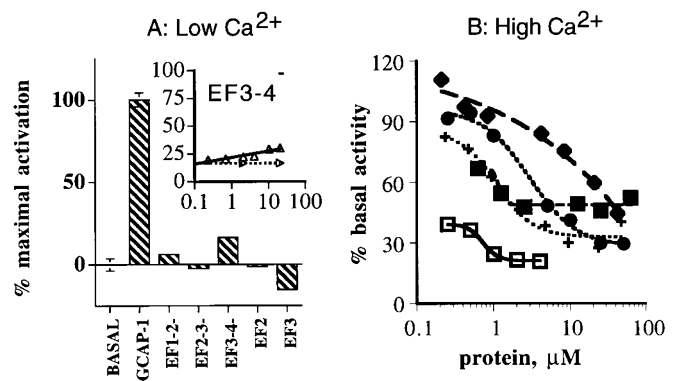 A: Low Ca2+
B: High Ca2+
% maximal activation
100
50
0
100
75
50
25
0
EF3-4
-
0.1 1 10 100
BASAL
GCAP-1
EF1-2-
EF2-3-
EF3-4-
EF2
EF3
% basal activity
120
90
60
30
0
0.1 1 10 100
protein, μM